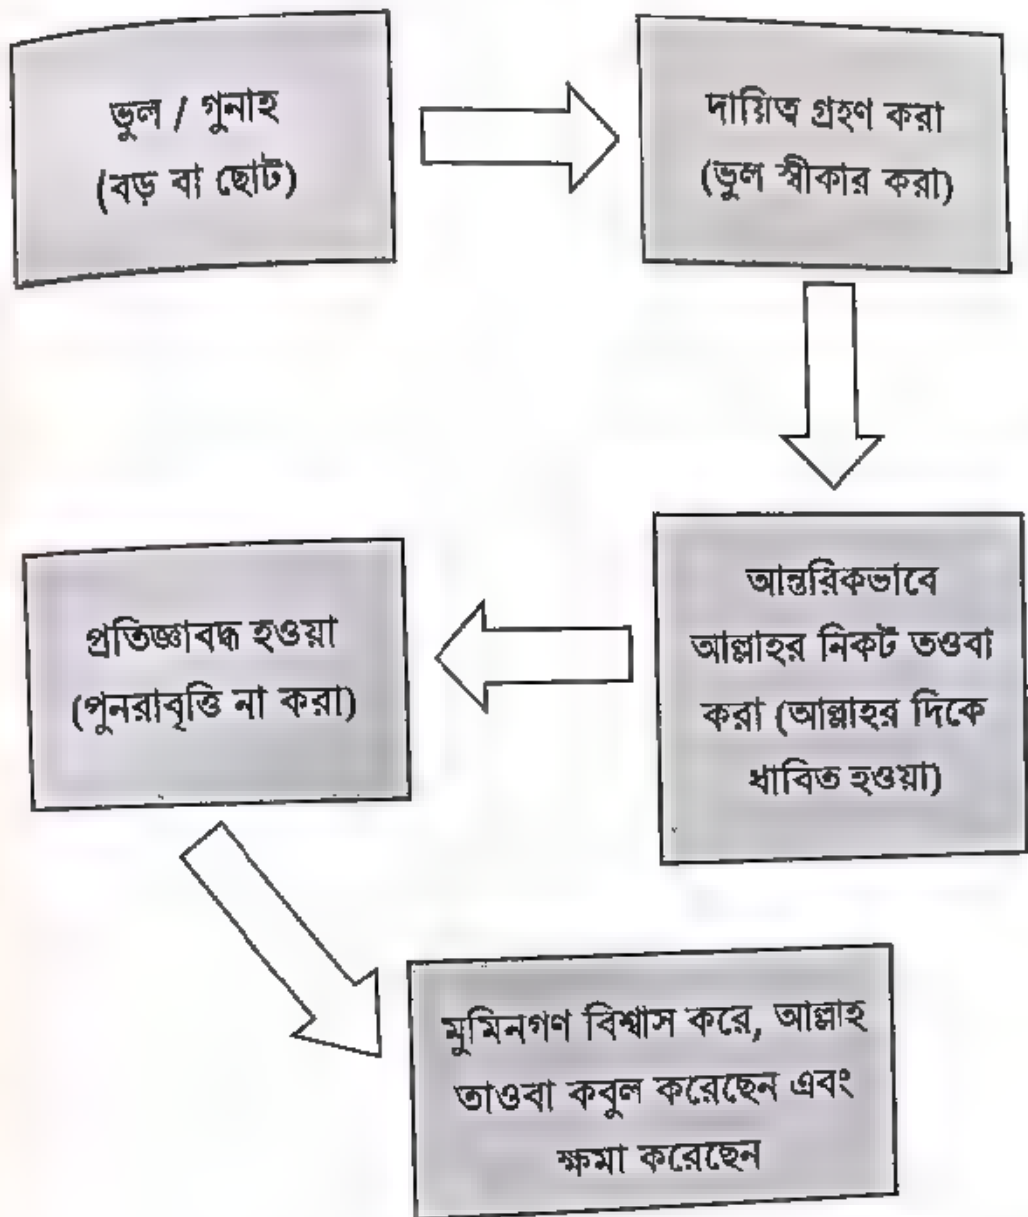 ভুল / গুনাহ
(বড় বা ছোট)
দায়িত্ব গ্রহণ করা
(ভুল স্বীকার করা)
আন্তরিকভাবে
আল্লাহর নিকট তওবা
করা (আল্লাহর দিকে
ধাবিত হওয়া)
প্রতিজ্ঞাবদ্ধ হওয়া
(পুনরাবৃত্তি না করা)
মুমিনগণ বিশ্বাস করে, আল্লাহ
তাওবা কবুল করেছেন এবং
ক্ষমা করেছেন